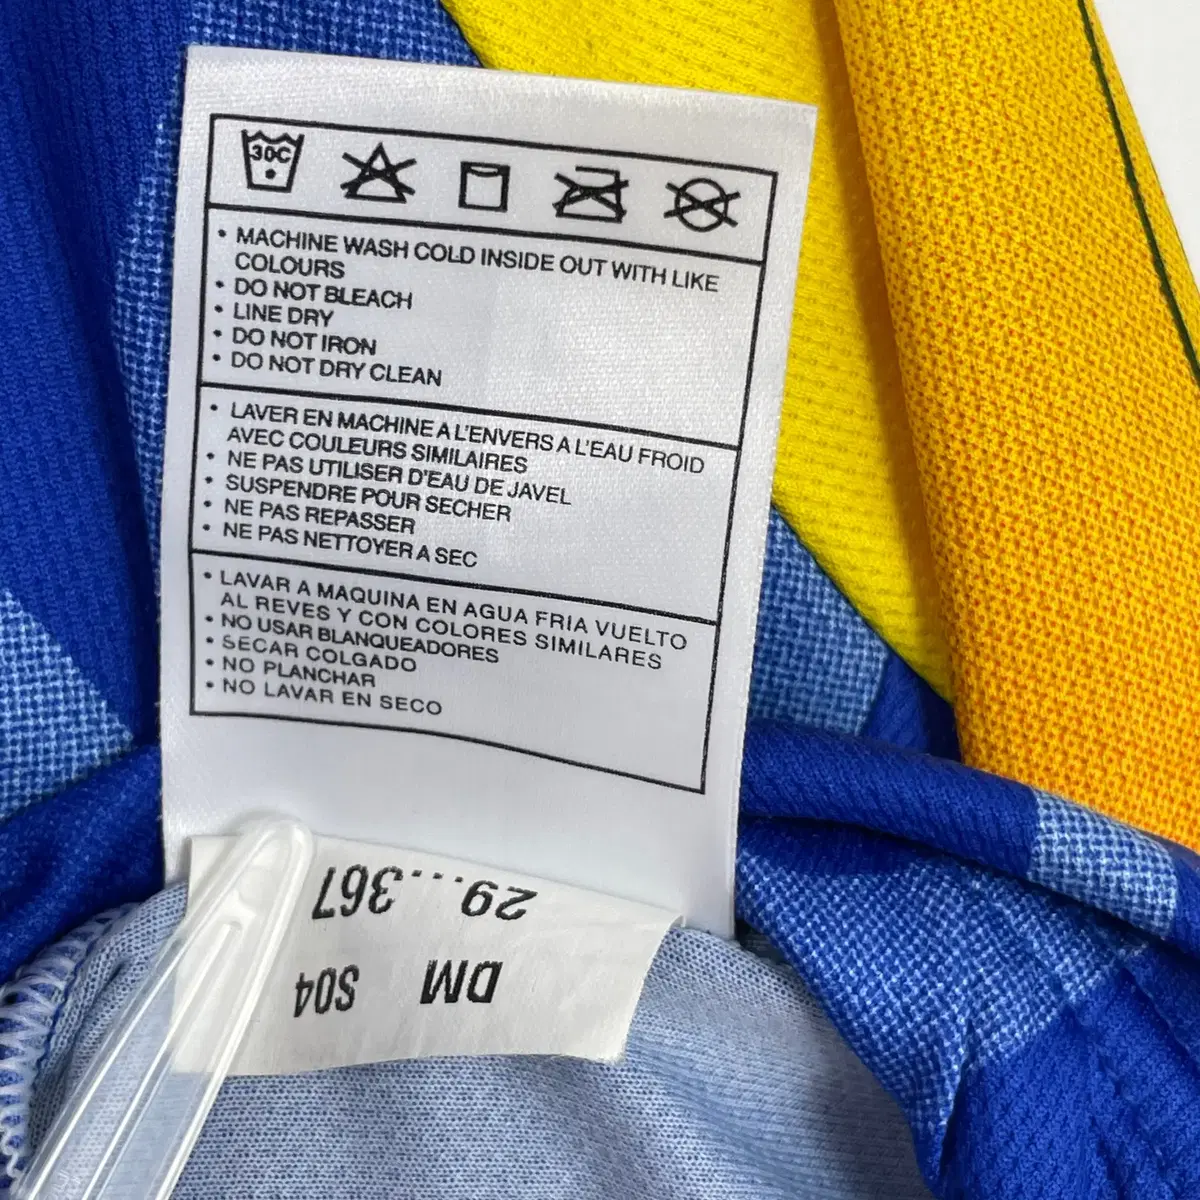 30C
• MACHINE WASH COLD INSIDE OUT WITH LIKE
COLOURS
• DO NOT BLEACH
• LINE DRY
• DO NOT IRON
• DO NOT DRY CLEAN
• LAVER EN MACHINE A L'ENVERS A L'EAU FROID
AVEC COULEURS SIMILAIRES
• NE PAS UTILISER D'EAU DE JAVEL
• SUSPENDRE POUR SECHER
• NE PAS REPASSER
• NE PAS NETTOYER A SEC
• LAVAR A MAQUINA EN AGUA FRIA VUELTO
AL REVES Y CON COLORES SIMILARES
• NO USAR BLANQUEADORES
• SECAR COLGADO
• NO PLANCHAR
• NO LAVAR EN SECO
DM S04
29...367